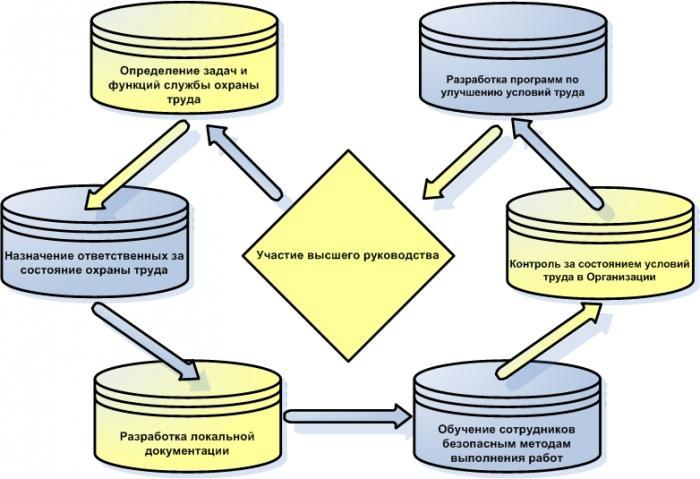 Определение задач и
функций службы охраны
труда
Разработка программ по
улучшению условий труда
Назначение ответственных за
состояние охраны труда
Участие высшего руководства
Контроль за состоянием условий
труда в Организации
Разработка локальной
документации
Обучение сотрудников
безопасным методам
выполнения работ